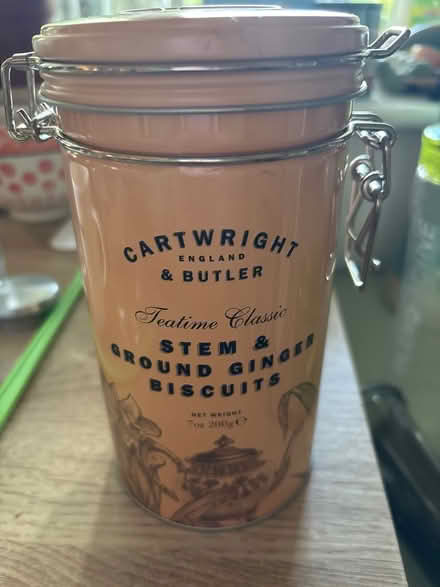 CARTWRIGHT
ENGLAND
& BUTLER
Teatime Classic
STEM &
GROUND GINGER
BISCUITS
NET WEIGHT
7oz 200g ℮